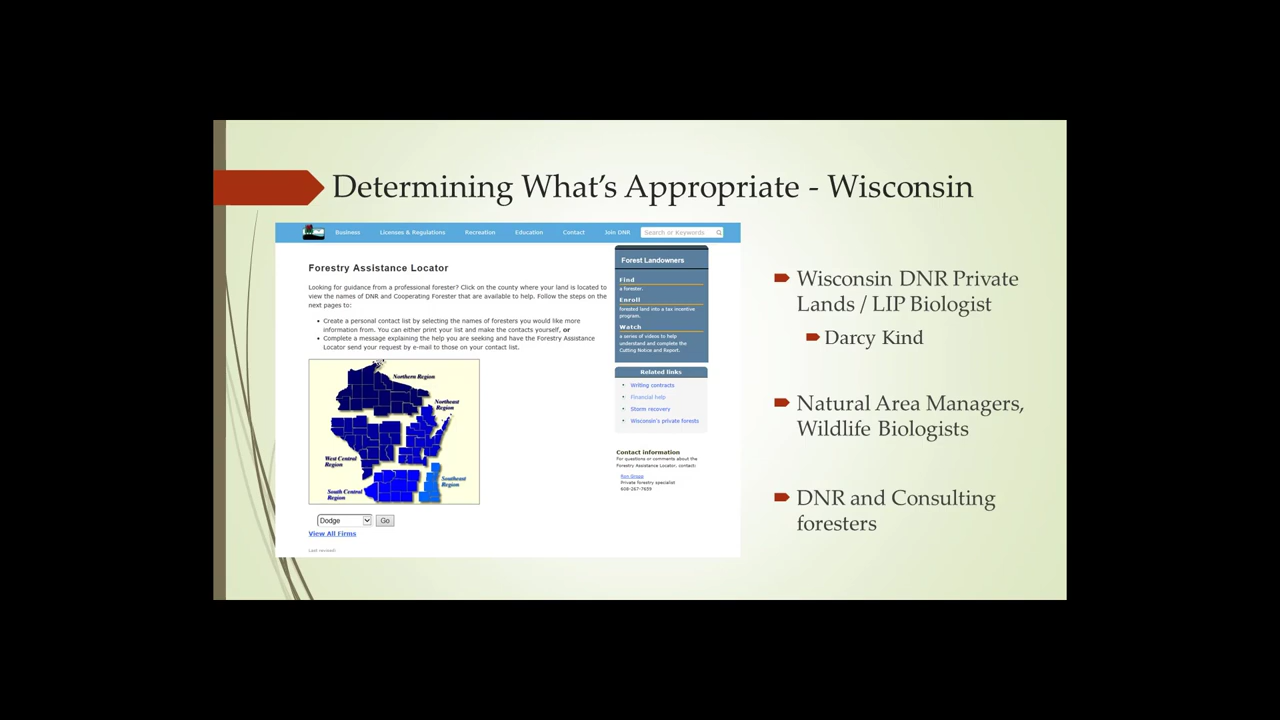 Determining What's Appropriate - Wisconsin
Business
Licenses & Regulations
Recreation
Education
Contact
Join DNR
Search or Keywords
Forestry Assistance Locator
Looking for guidance from a professional forester? Click on the county where your land is located to
view the names of DNR and Cooperating Forester that are available to help. Follow the steps on the
next pages to:
• Create a personal contact list by selecting the names of foresters you would like more
information from. You can either print your list and make the contacts yourself, or
• Complete a message explaining the help you are seeking and have the Forestry Assistance
Locator send your request by e-mail to those on your contact list.
Northern Region
Northeast
Region
West Central
Region
South Central
Region
Southeast
Region
Dodge
Go
View All Firms
Last revised:
Forest Landowners
Find
a forester.
Enroll
forested land into a tax incentive
program.
Watch
a series of videos to help
understand and complete the
Cutting Notice and Report.
Related links
• Writing contracts
• Financial help
• Storm recovery
• Wisconsin's private forests
Contact information
For questions or comments about the
Forestry Assistance Locator, contact:
Private forestry specialist
608-267-7659
Wisconsin DNR Private
Lands / LIP Biologist
Darcy Kind
Natural Area Managers,
Wildlife Biologists
DNR and Consulting
foresters